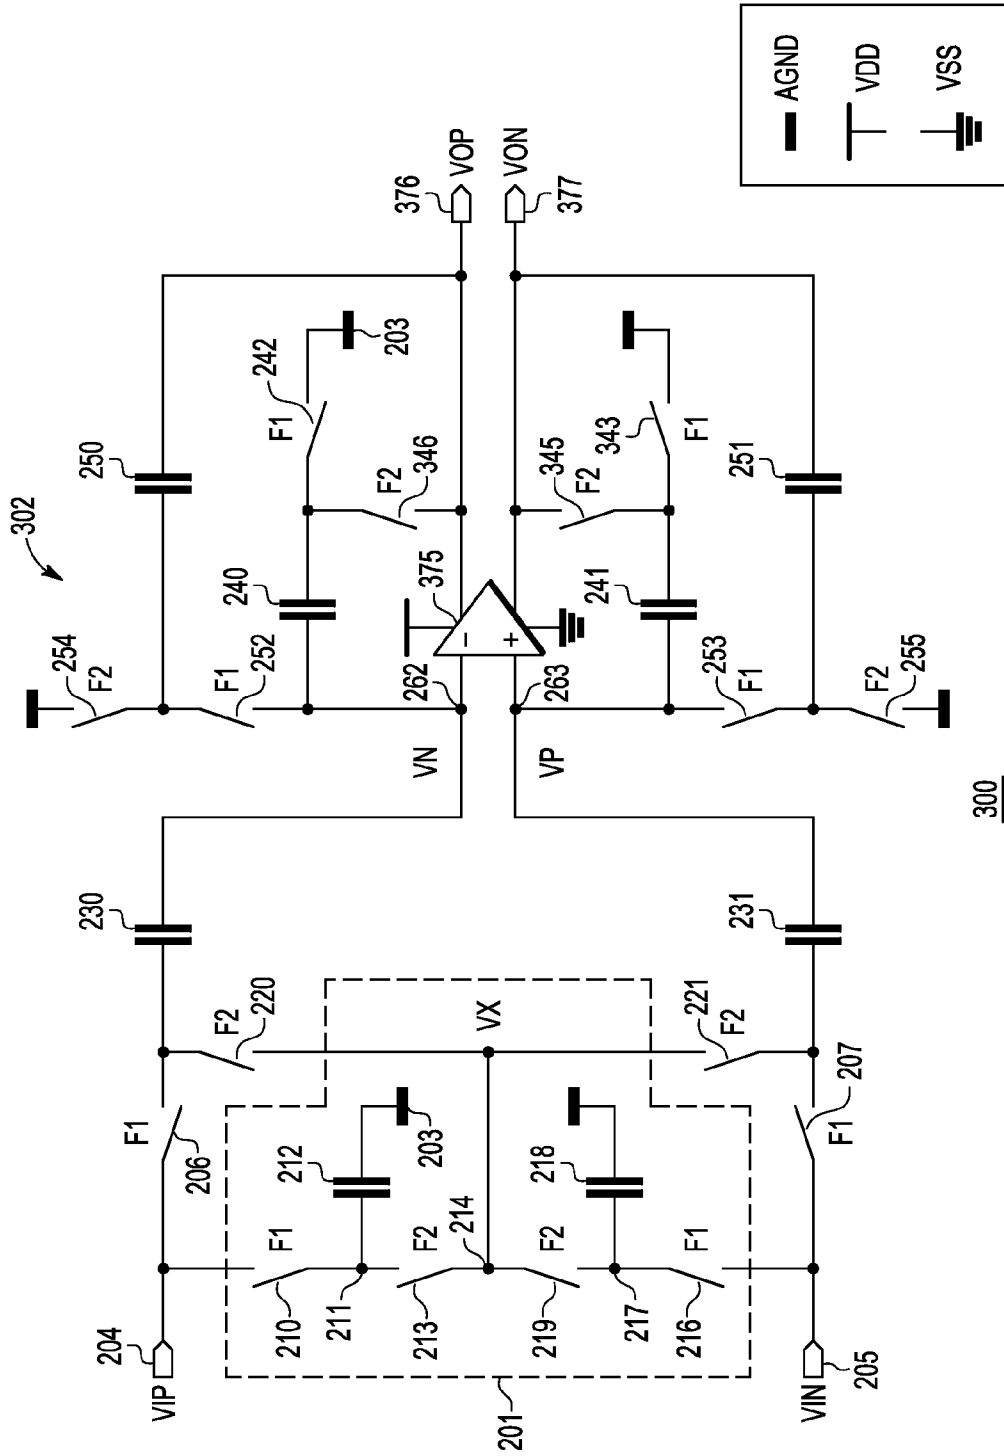 302
254
250
204
F2
F1
VIP
230
206
F2
F1
220
252
240
242
F1
F1
210
212
211
F2
203
213
F2
203
262
VN
346
376
375
214
VOP
−
VX
201
+
VON
219
F2
218
263
VP
345
377
F2
217
343
241
216
F1
221
253
F1
F2
F1
231
251
AGND
VIN
F1
207
205
VDD
F2
255
VSS
300